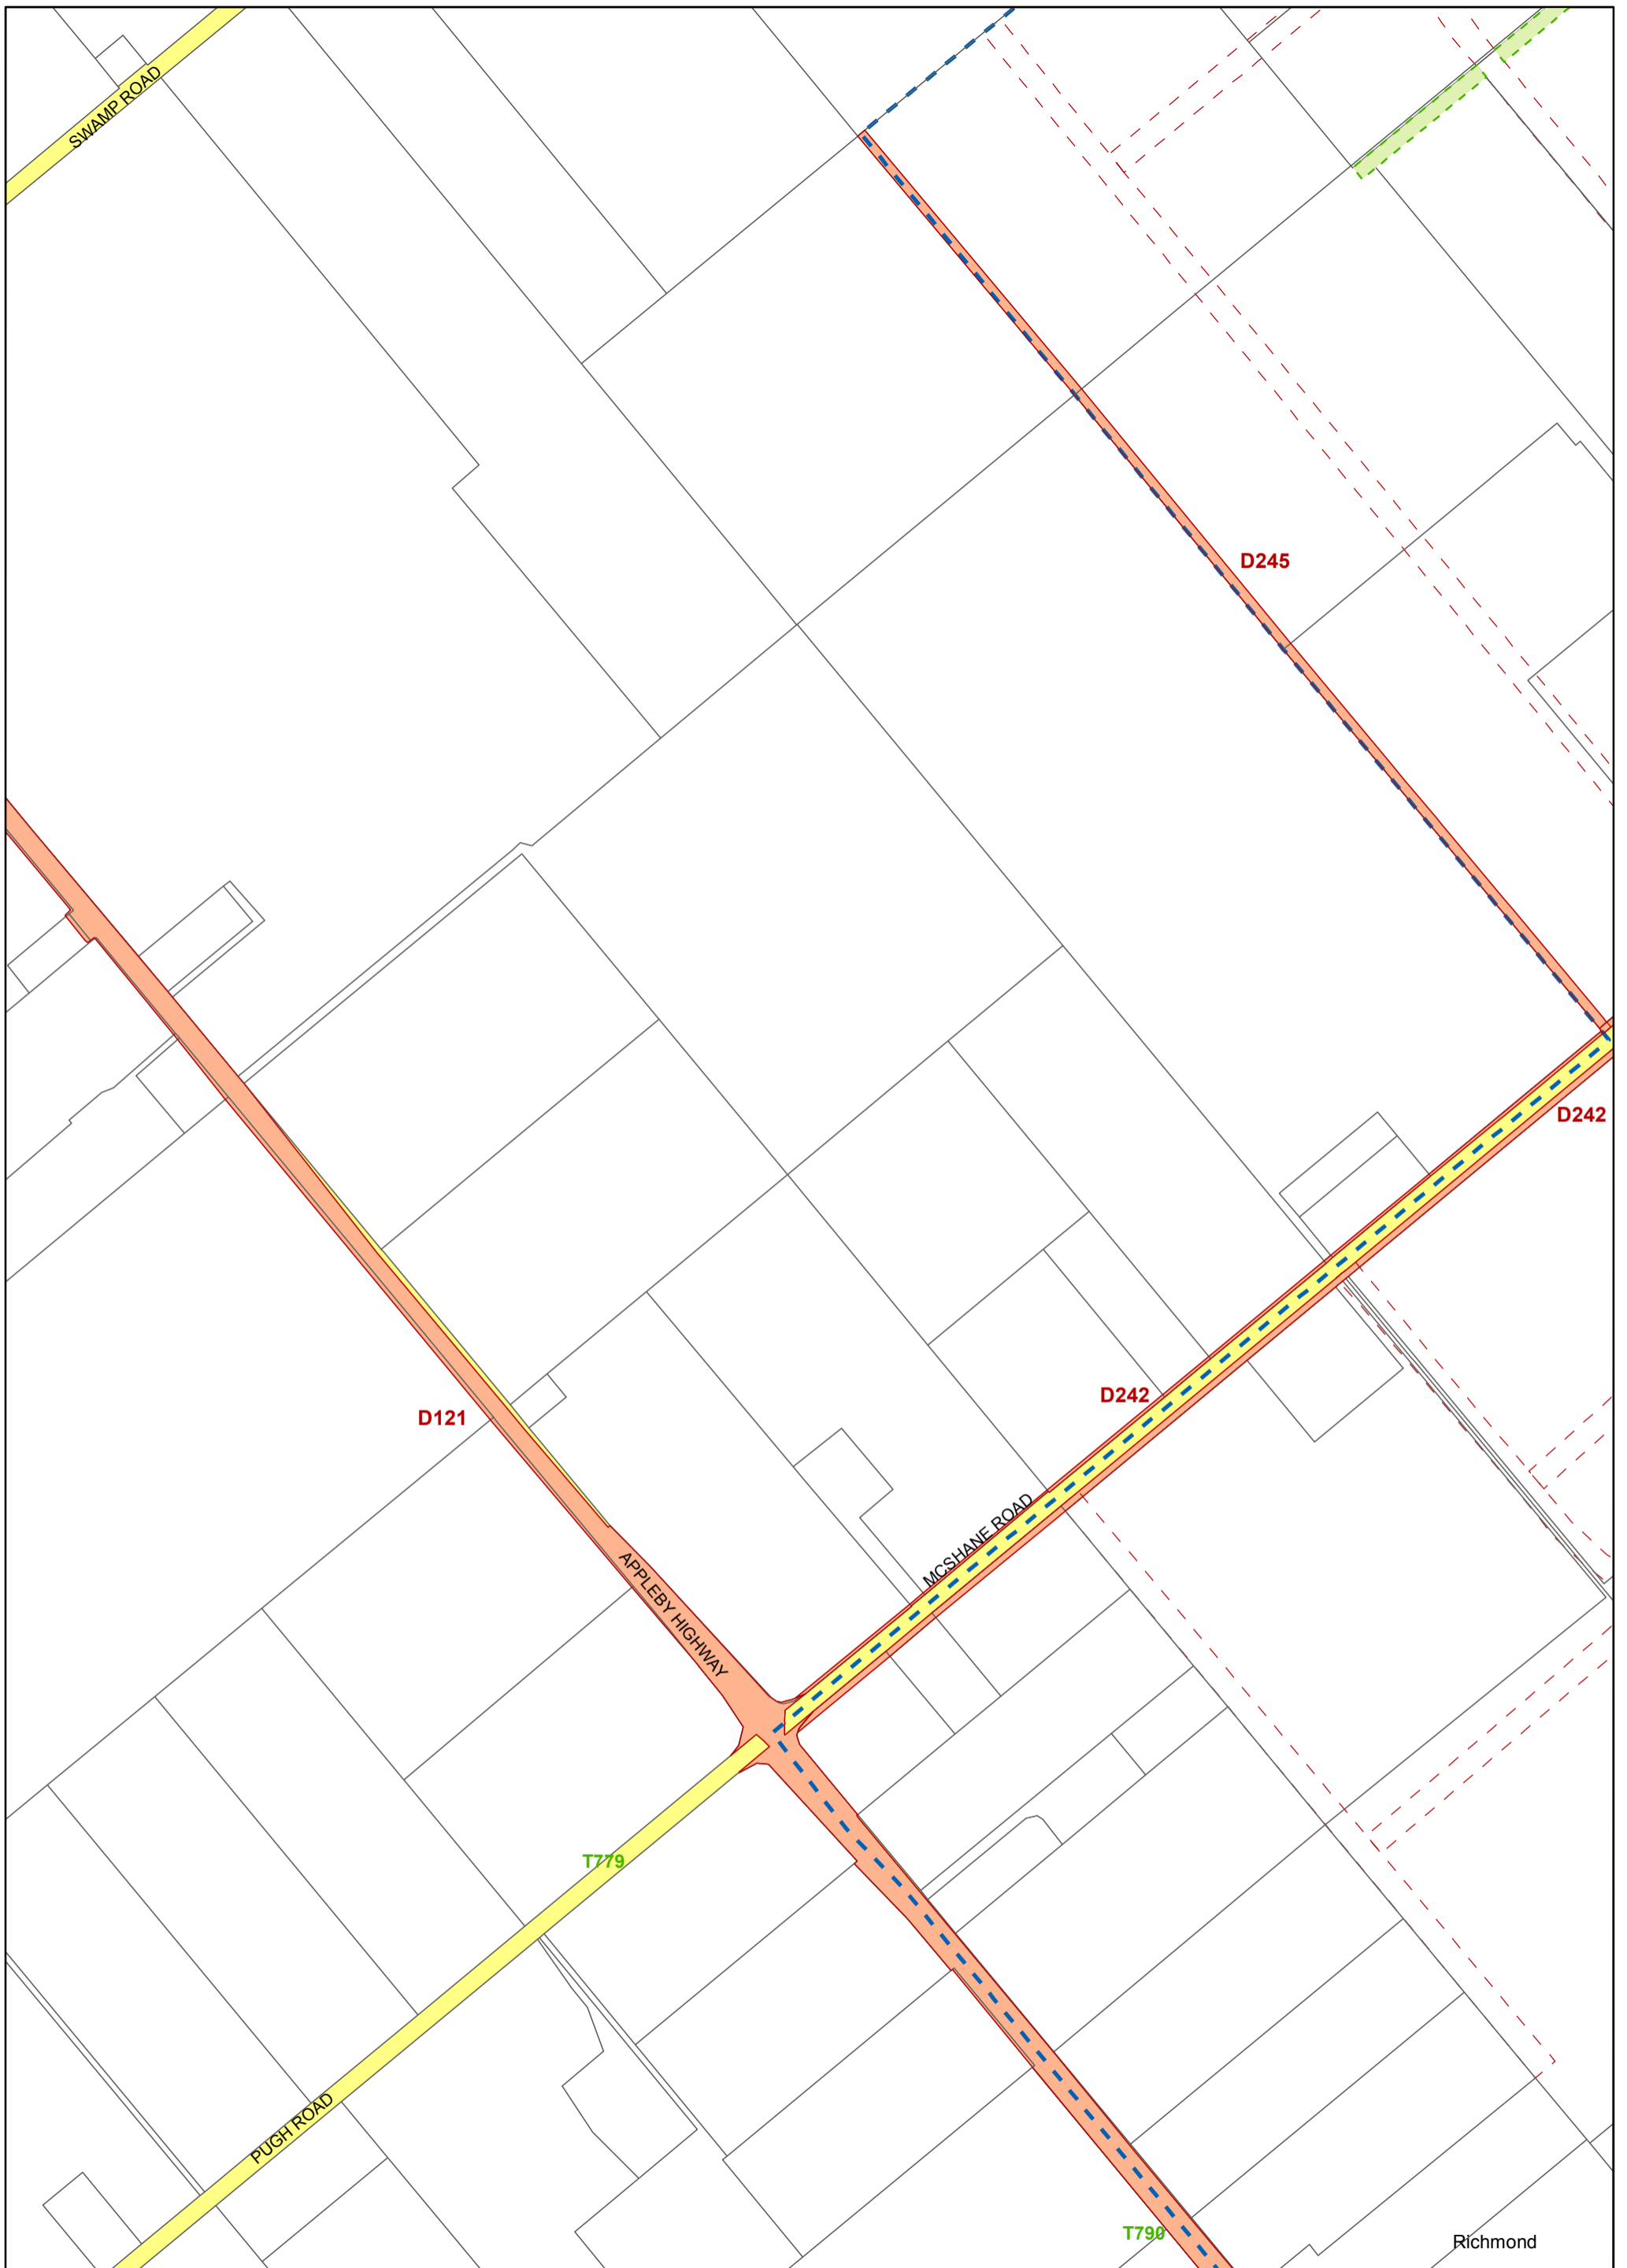 SWAMP ROAD
D245
D242
D242
D121
MCSHANE ROAD
APPLEBY HIGHWAY
T779
PUGH ROAD
T790
Richmond